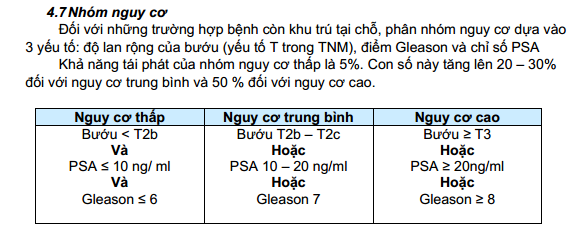 4.7Nhóm nguy cơ
Đối với những trường hợp bệnh còn khu trú tại chỗ, phân nhóm nguy cơ dựa vào
3 yếu tố: độ lan rộng của bướu (yếu tố T trong TNM), điểm Gleason và chỉ số PSA
Khả năng tái phát của nhóm nguy cơ thấp là 5%. Con số này tăng lên 20 – 30%
đối với nguy cơ trung bình và 50 % đối với nguy cơ cao.
Nguy cơ thấp Nguy cơ trung bình Nguy cơ cao
Bướu < T2b Bướu T2b – T2c Bướu ≥ T3
Và Hoặc Hoặc
PSA ≤ 10 ng/ ml PSA 10 – 20 ng/ml PSA ≥ 20ng/ml
Và Hoặc Hoặc
Gleason ≤ 6 Gleason 7 Gleason ≥ 8